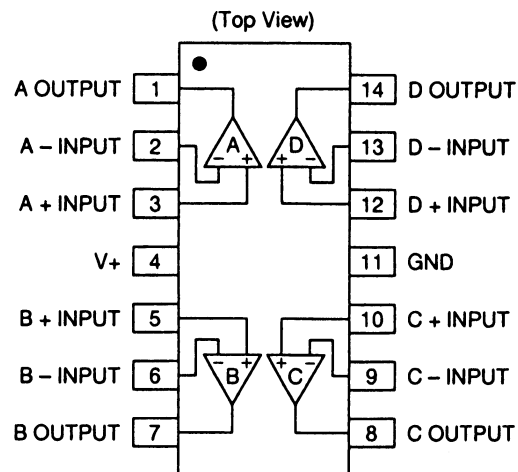 (Top View)
A OUTPUT 1 14 D OUTPUT
A – INPUT 2 13 D – INPUT
A D
– + + –
A + INPUT 3 12 D + INPUT
V+ 4 11 GND
B + INPUT 5 10 C + INPUT
– + + –
B – INPUT 6 9 C – INPUT
B C
B OUTPUT 7 8 C OUTPUT